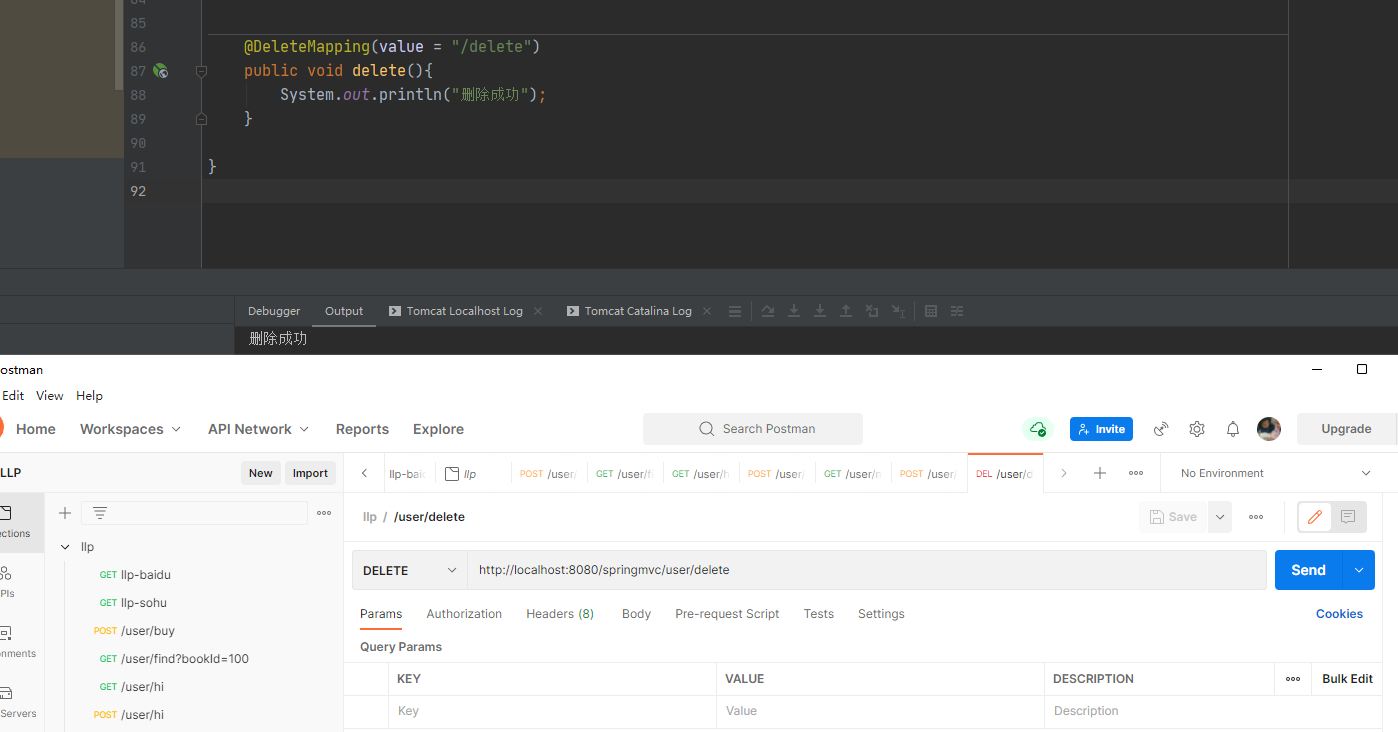 85
86 @DeleteMapping(value = "/delete")
87 public void delete(){
88 System.out.println("删除成功");
89 }
90
91 }
92
Debugger Output Tomcat Localhost Log Tomcat Catalina Log
删除成功
ostman
Edit View Help
Home Workspaces API Network Reports Explore Search Postman Invite Upgrade
LLP New Import llp-baid llp POST /user/ GET /user/fi GET /user/h POST /user/ GET /user/n POST /user/ DEL /user/d No Environment
ections llp / /user/delete Save
llp
DELETE http://localhost:8080/springmvc/user/delete Send
GET llp-baidu
PIs
GET llp-sohu
Params Authorization Headers (8) Body Pre-request Script Tests Settings Cookies
POST /user/buy
nments
Query Params
GET /user/find?bookId=100
KEY VALUE DESCRIPTION Bulk Edit
GET /user/hi
Servers
POST /user/hi
Key Value Description